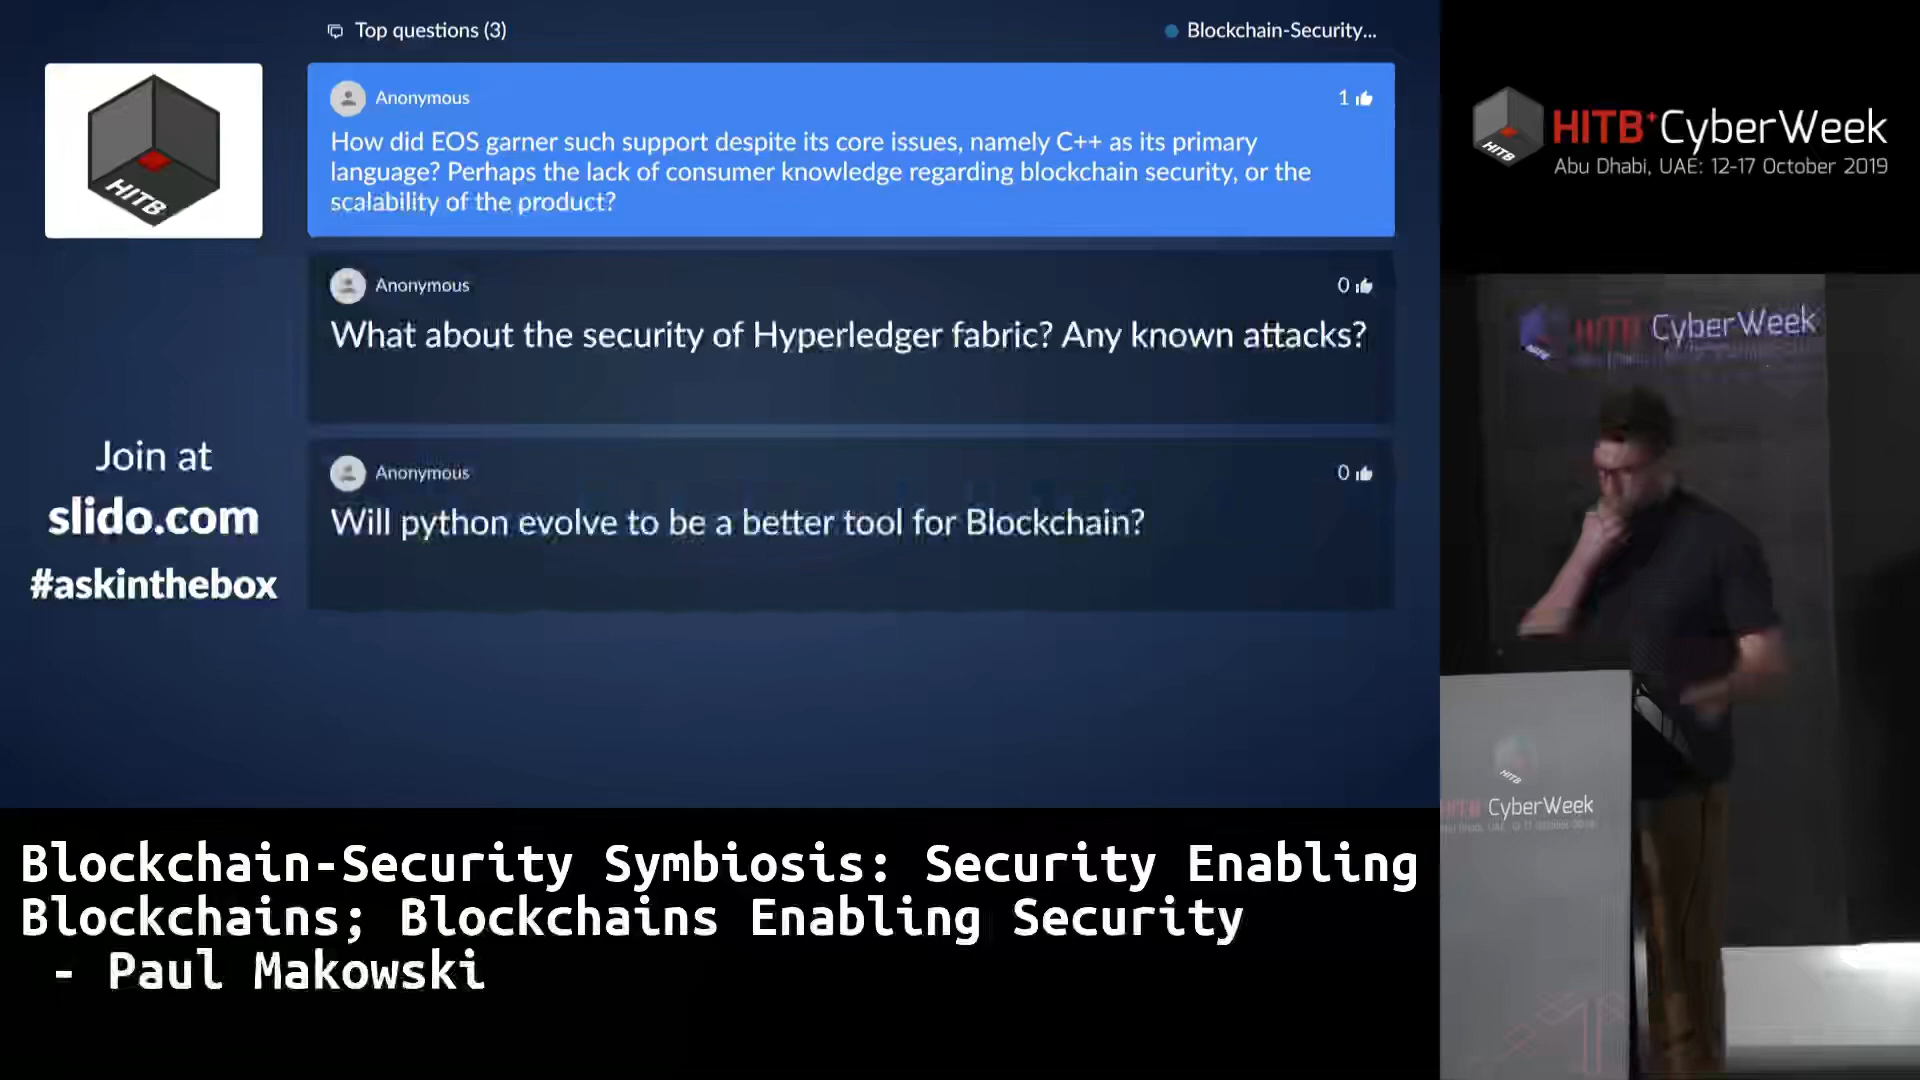 Top questions (3)
Blockchain-Security...
HITB
Anonymous
1
How did EOS garner such support despite its core issues, namely C++ as its primary
language? Perhaps the lack of consumer knowledge regarding blockchain security, or the
scalability of the product?
Anonymous
0
What about the security of Hyperledger fabric? Any known attacks?
Anonymous
0
Will python evolve to be a better tool for Blockchain?
Join at
slido.com
#askinthebox
Blockchain-Security Symbiosis: Security Enabling
Blockchains; Blockchains Enabling Security
- Paul Makowski
HITB
HITB+CyberWeek
Abu Dhabi, UAE: 12-17 October 2019
HITB CyberWeek
HITB
HITB CyberWeek